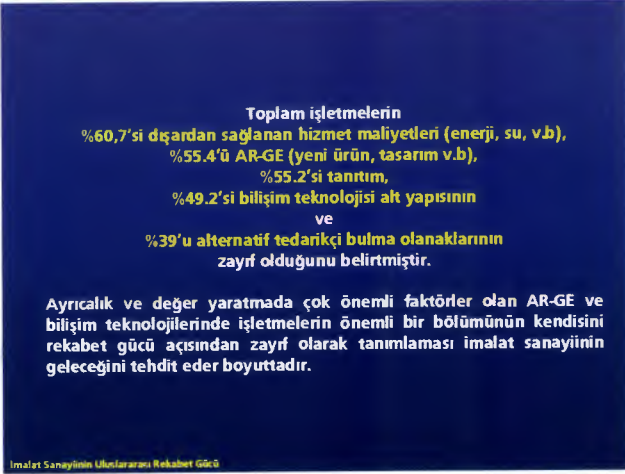 Toplam işletmelerin
%60,7'si dışardan sağlanan hizmet maliyetleri (enerji, su, v.b),
%55.4'ü AR-GE (yeni ürün, tasarım v.b),
%55.2'si tanıtım,
%49.2'si bilişim teknolojisi alt yapısının
ve
%39'u alternatif tedarikçi bulma olanaklarının
zayıf olduğunu belirtmiştir.
Ayrıcalık ve değer yaratmada çok önemli faktörler olan AR-GE ve
bilişim teknolojilerinde işletmelerin önemli bir bölümünün kendisini
rekabet gücü açısından zayıf olarak tanımlaması imalat sanayiinin
geleceğini tehdit eder boyuttadır.
Imalat Sanayiinin Uluslararası Rekabet Gücü